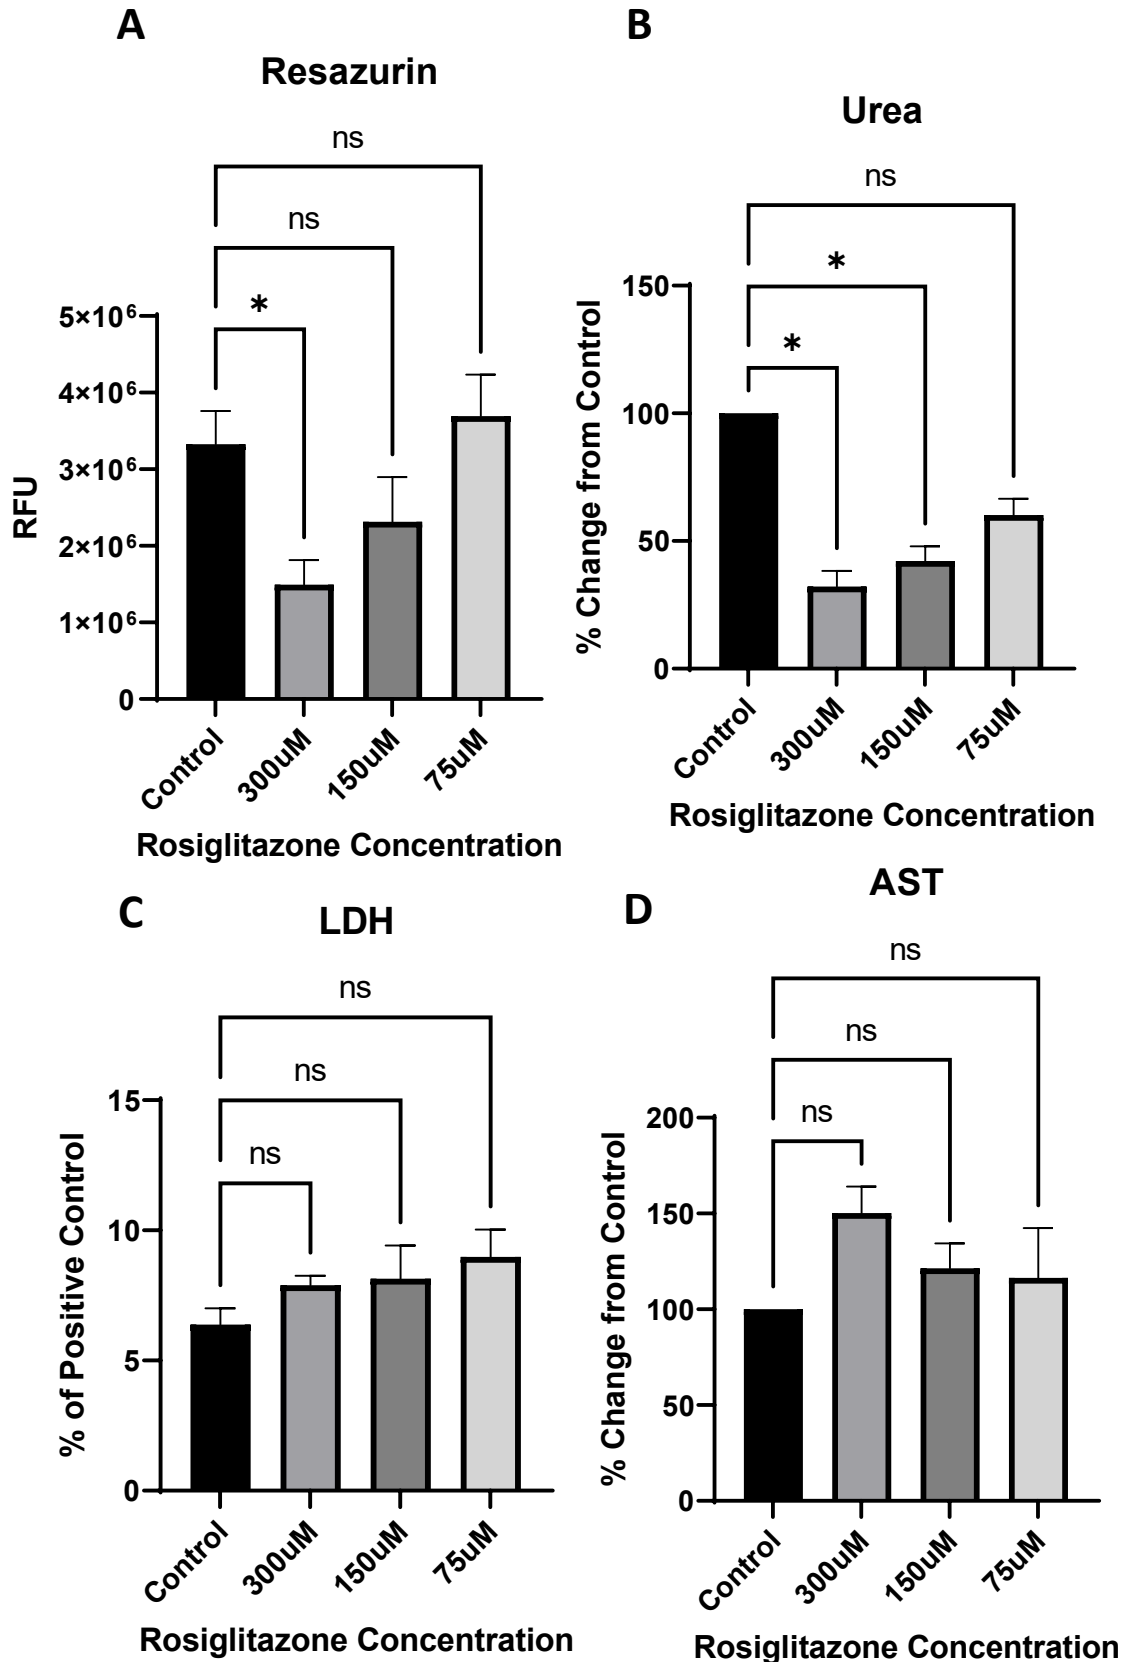 A
Resazurin
ns
ns
*
5×10⁶
4×10⁶
3×10⁶
2×10⁶
1×10⁶
0
RFU
Control
300uM
150uM
75uM
Rosiglitazone Concentration
B
Urea
ns
*
*
150
100
50
0
% Change from Control
Control
300uM
150uM
75uM
Rosiglitazone Concentration
C
LDH
ns
ns
ns
15
10
5
0
% of Positive Control
Control
300uM
150uM
75uM
Rosiglitazone Concentration
D
AST
ns
ns
ns
200
150
100
50
0
% Change from Control
Control
300uM
150uM
75uM
Rosiglitazone Concentration